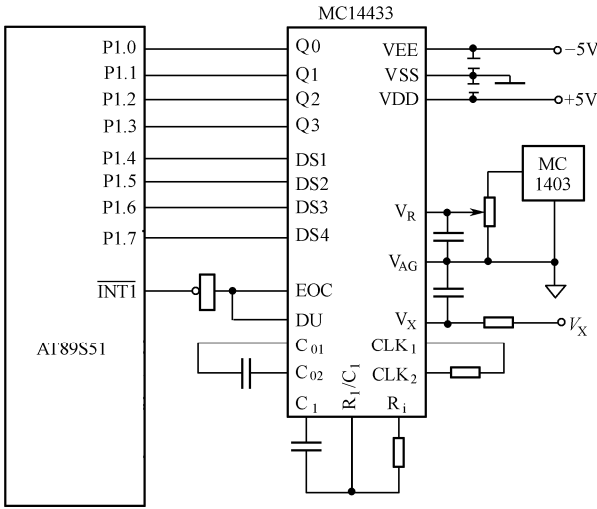 MC14433
P1.0
P1.1
P1.2
P1.3
P1.4
P1.5
P1.6
P1.7
INT1
AT89S51
Q0
Q1
Q2
Q3
DS1
DS2
DS3
DS4
EOC
DU
C01
C02
C1
R1/C1
Ri
VEE
VSS
VDD
VR
VAG
VX
CLK1
CLK2
−5V
+5V
MC
1403
VX